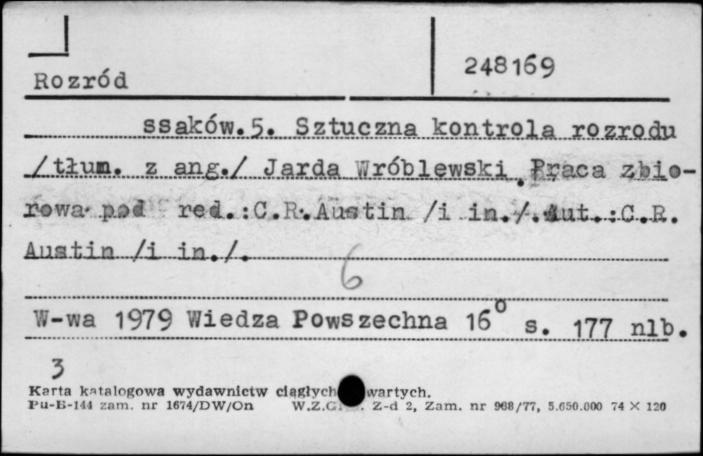 Rozród
248169
ssaków.5. Sztuczna kontrola rozrodu
/tłum. z ang./ Jarda Wróblewski. Praca zbio-
rowa pod red.:C.R.Austin /i in./.Aut.:C.R.
Austin /i in./.
6
W-wa 1979 Wiedza Powszechna 16° s. 177 nlb.
3
Karta katalogowa wydawnictw ciągłych wartych.
Pu-B-144 zam. nr 1674/DW/On W.Z.G. Z-d 2, Zam. nr 968/77, 5.650.000 74 × 120